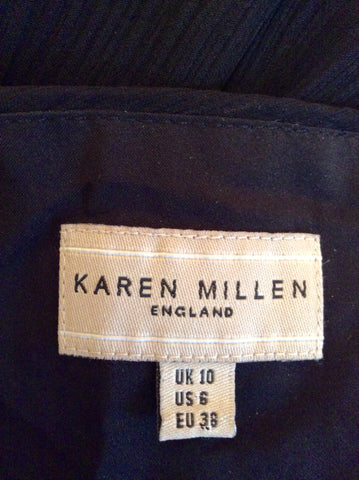 KAREN MILLEN
ENGLAND
UK 10
US 6
EU 38